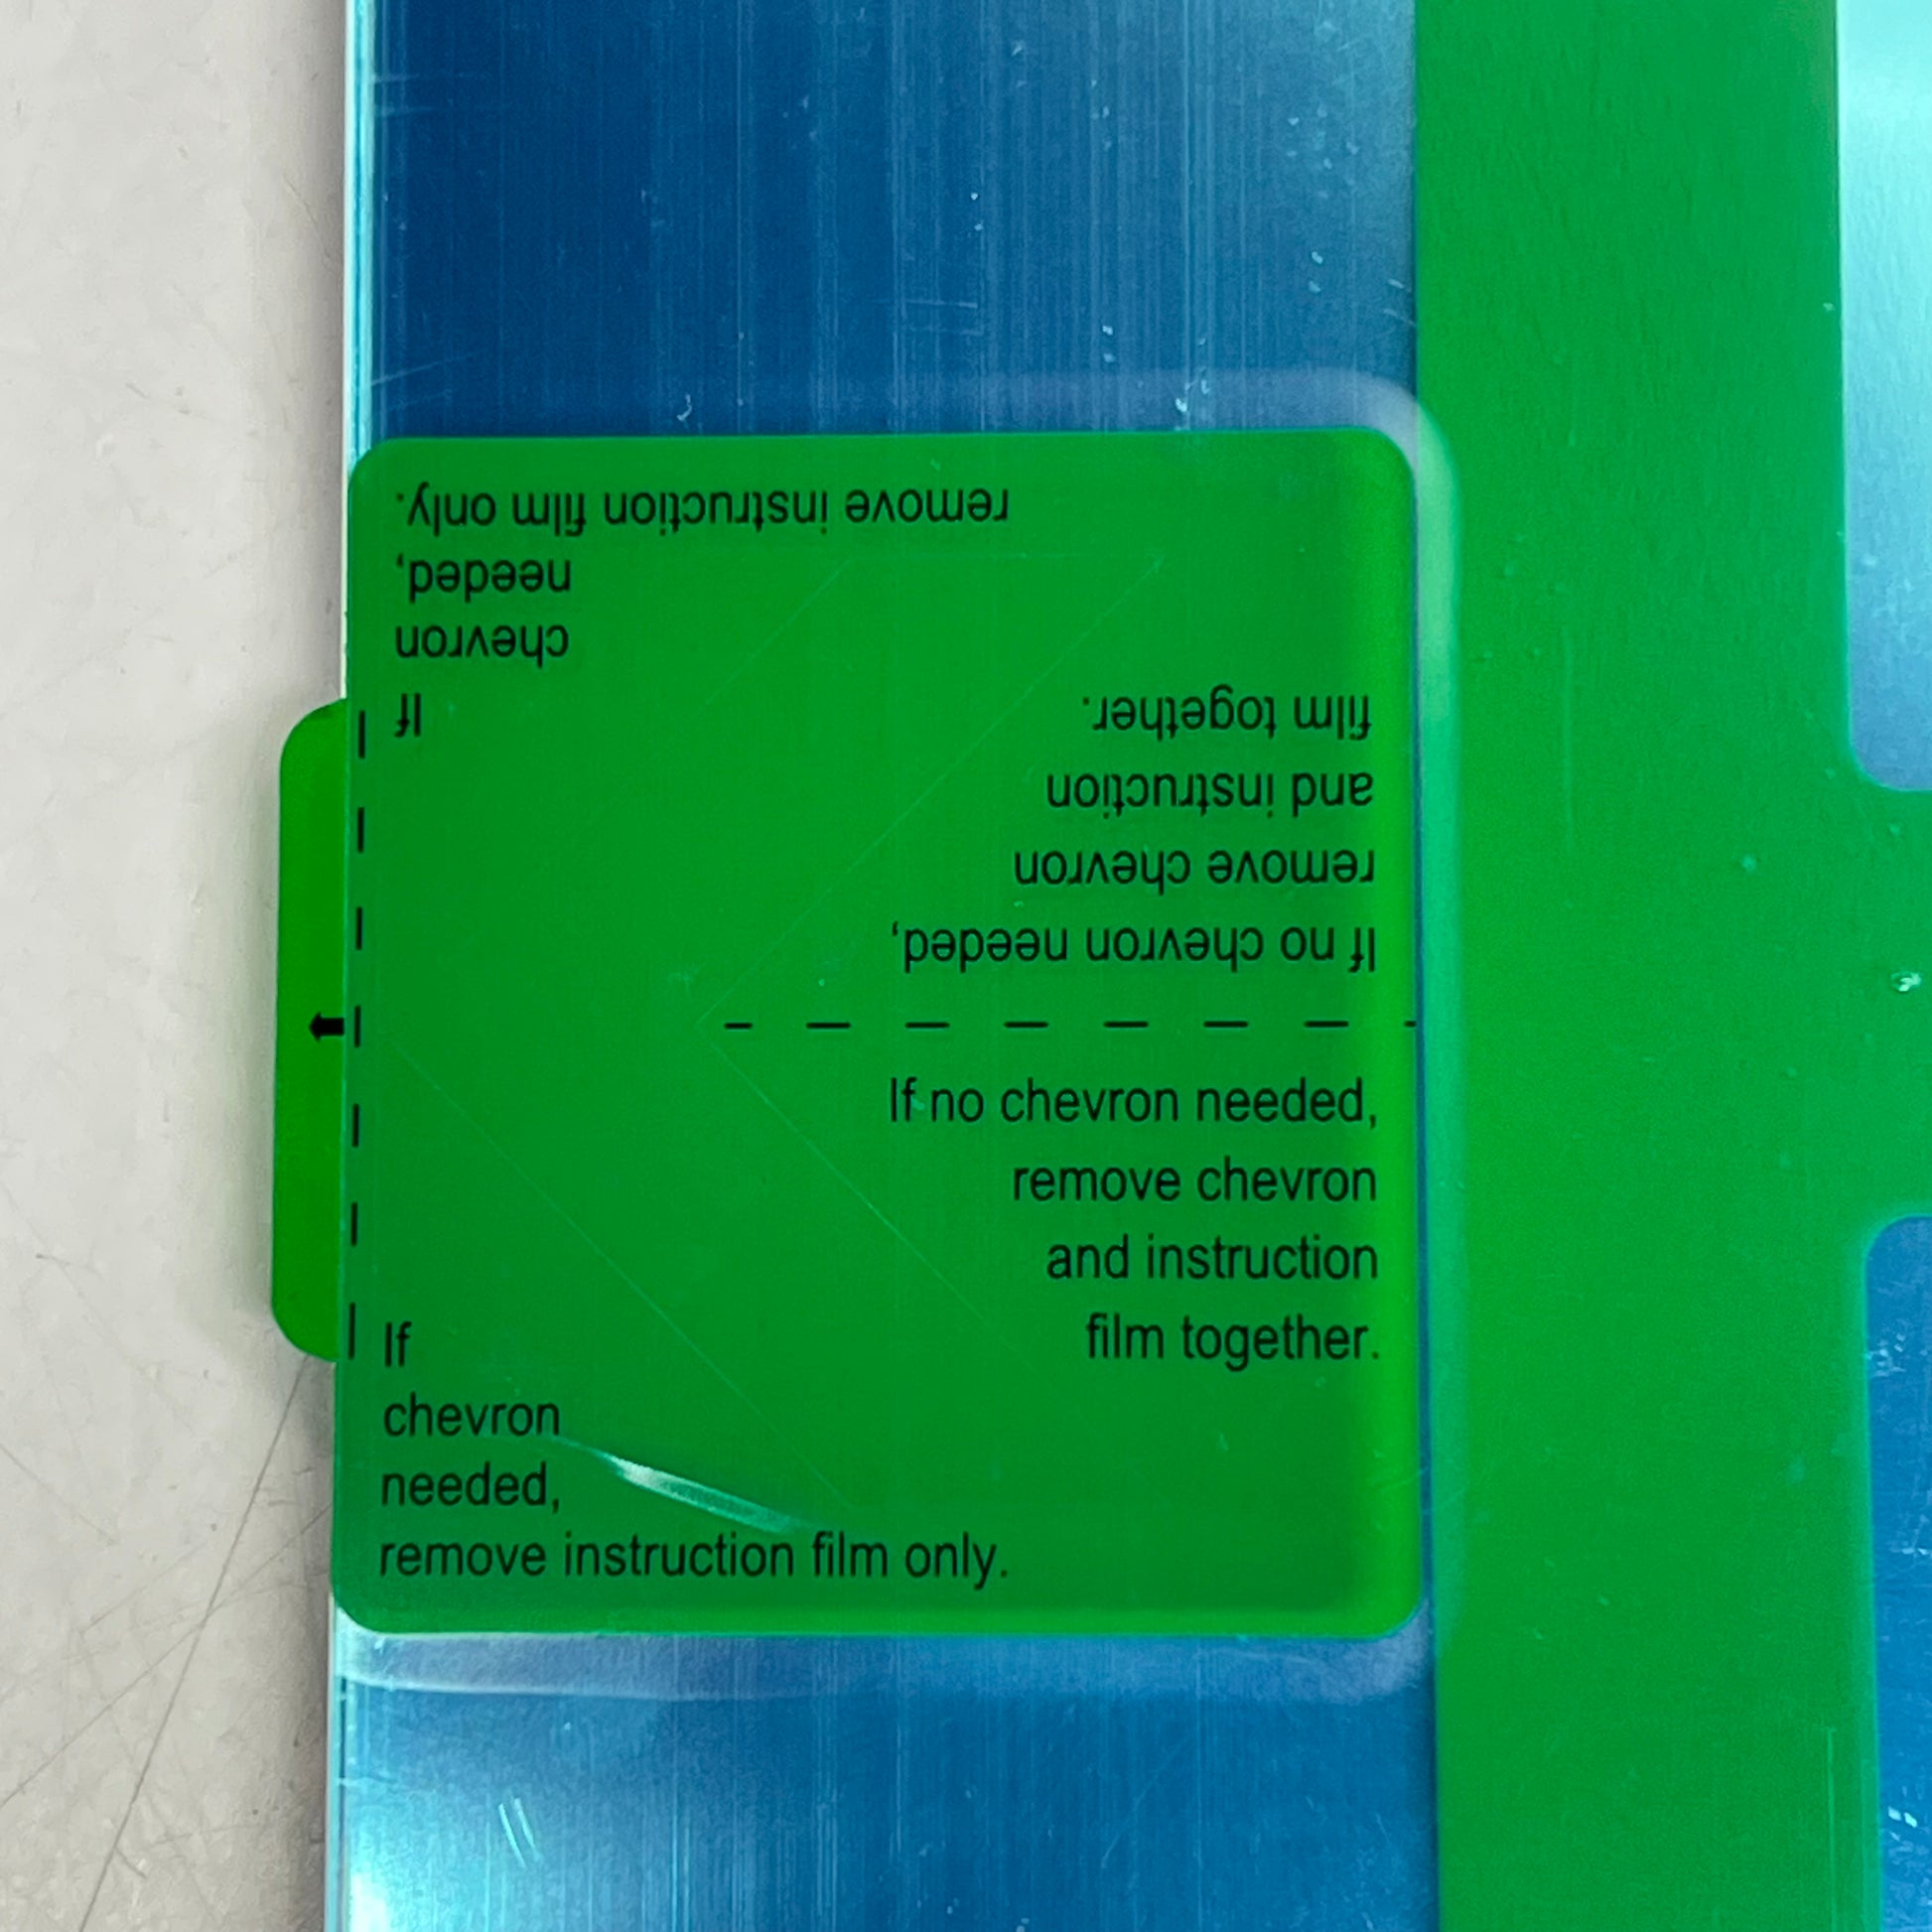 remove instruction film only.
needed,
chevron
If
film together.
and instruction
remove chevron
If no chevron needed,
If no chevron needed,
remove chevron
and instruction
film together.
If
chevron
needed,
remove instruction film only.